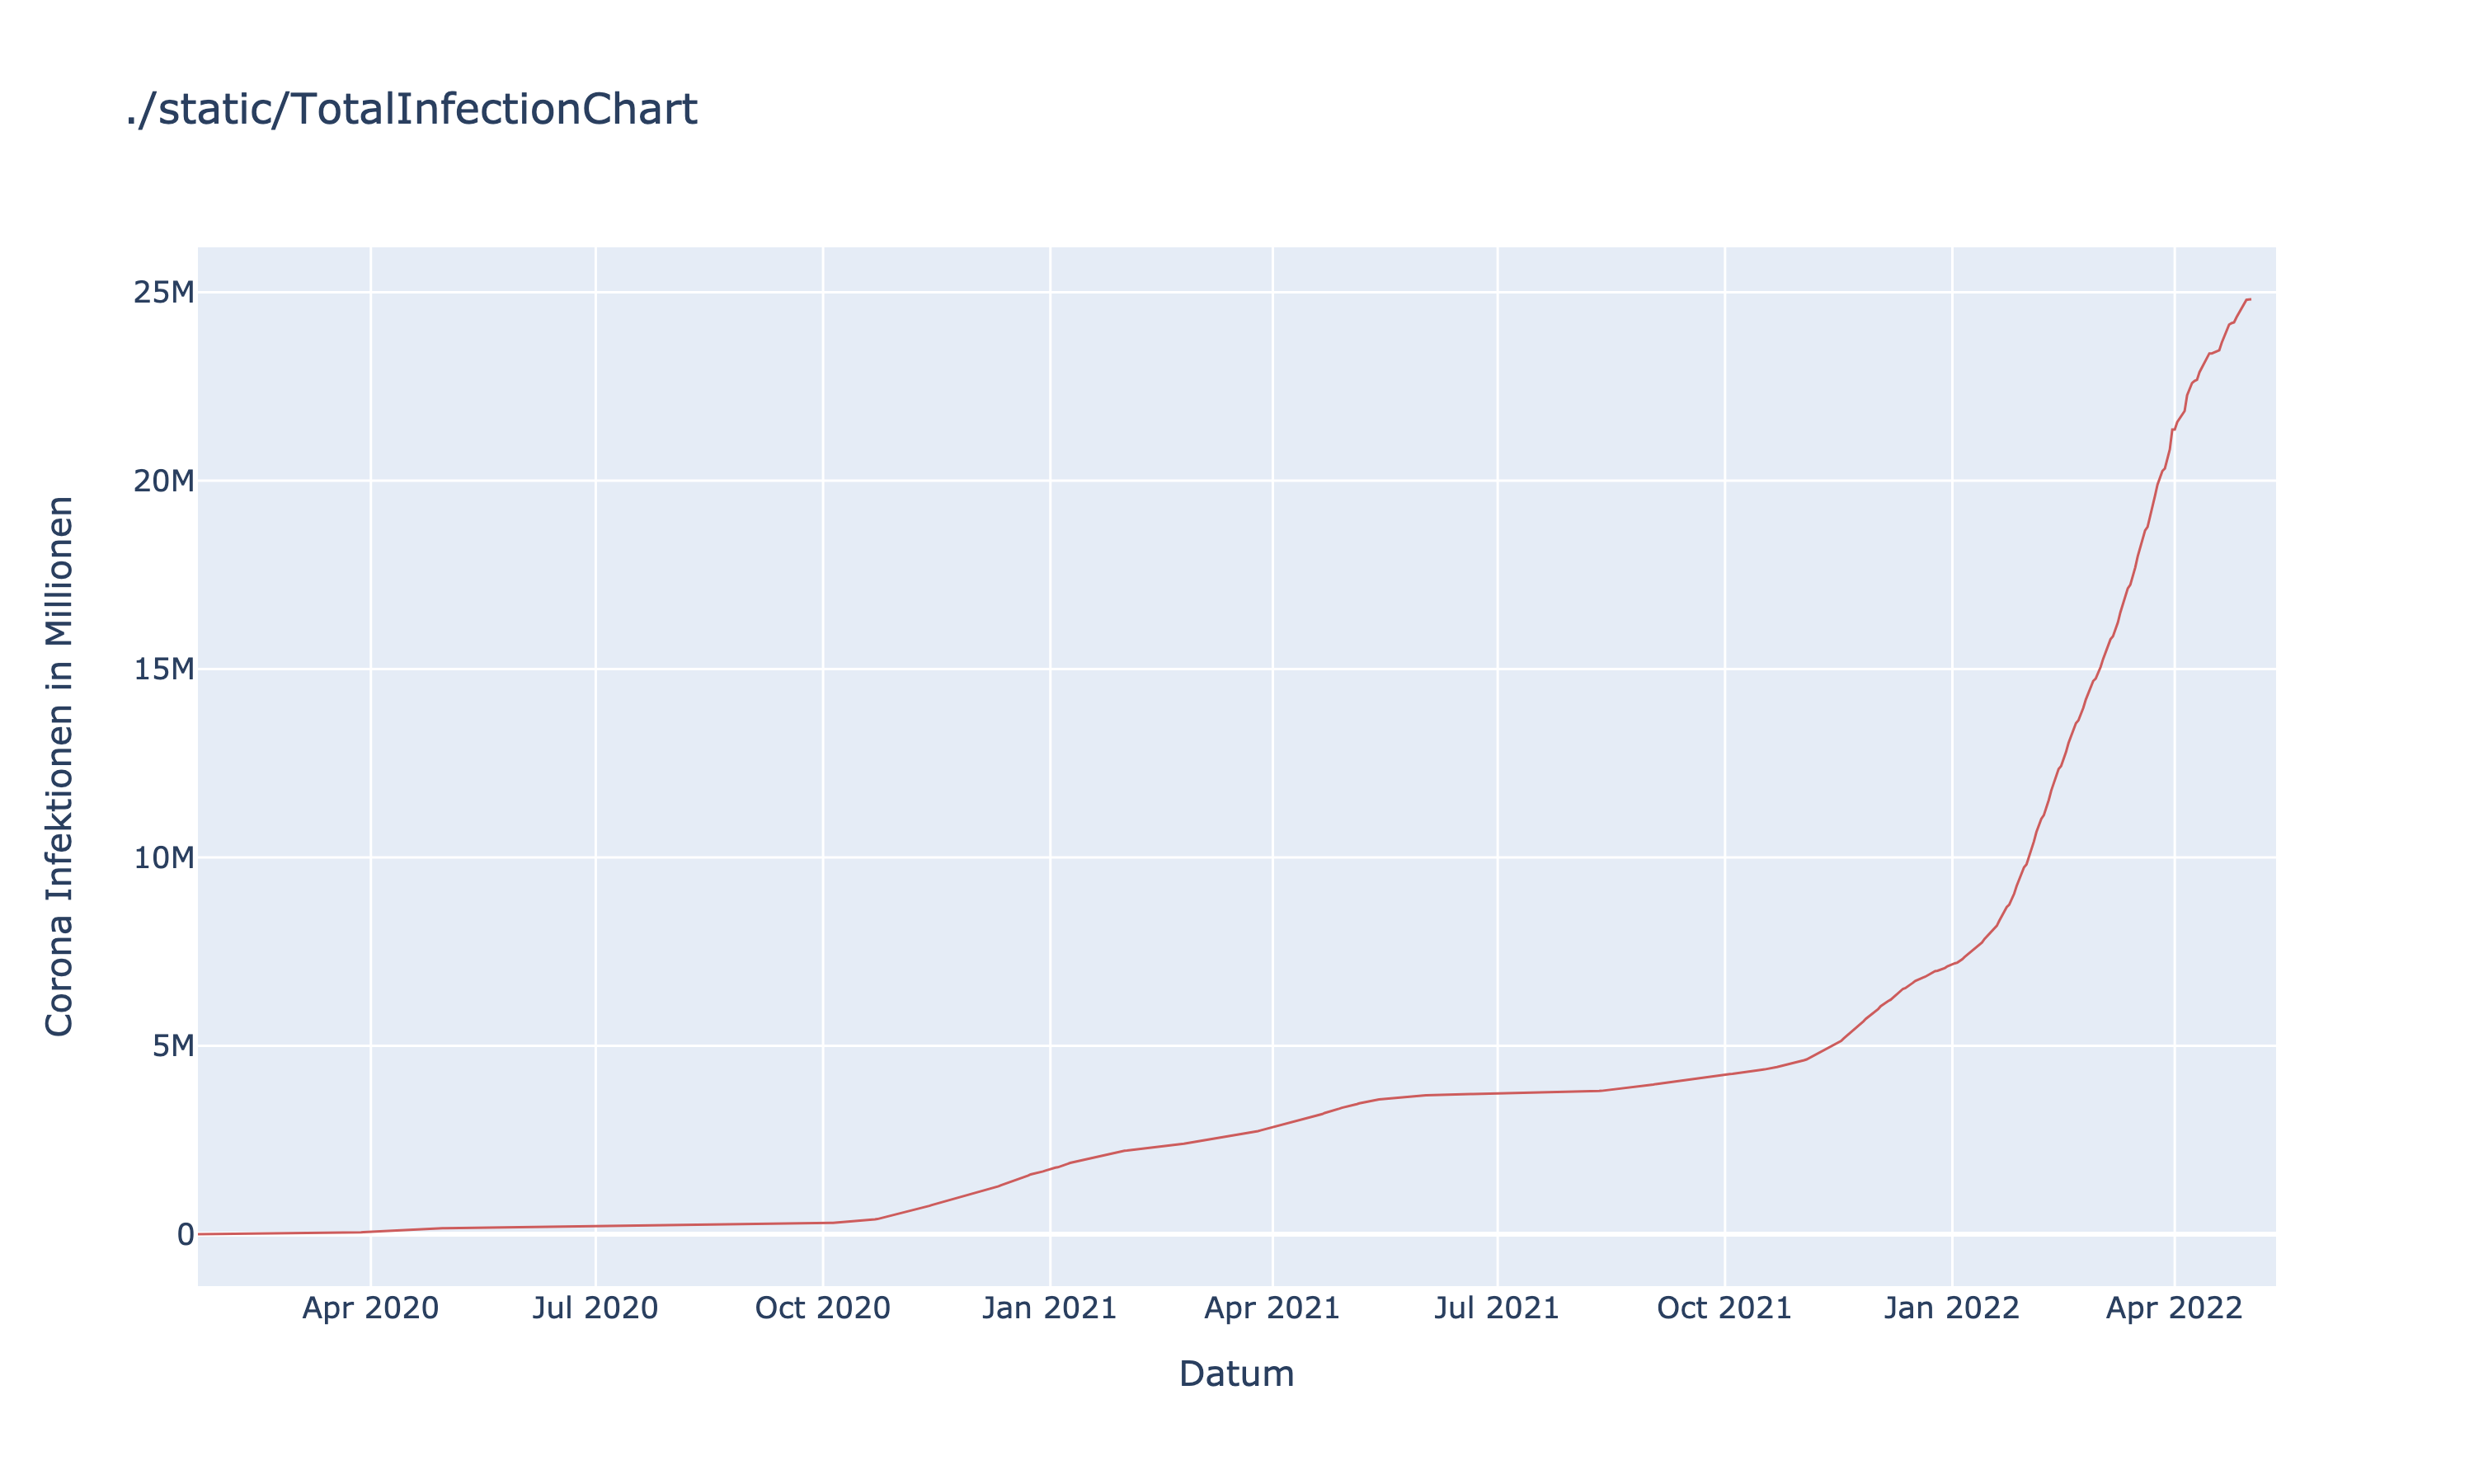 ./static/TotalInfectionChart
Corona Infektionen in Millionen
25M
20M
15M
10M
5M
0
Apr 2020 Jul 2020 Oct 2020 Jan 2021 Apr 2021 Jul 2021 Oct 2021 Jan 2022 Apr 2022
Datum